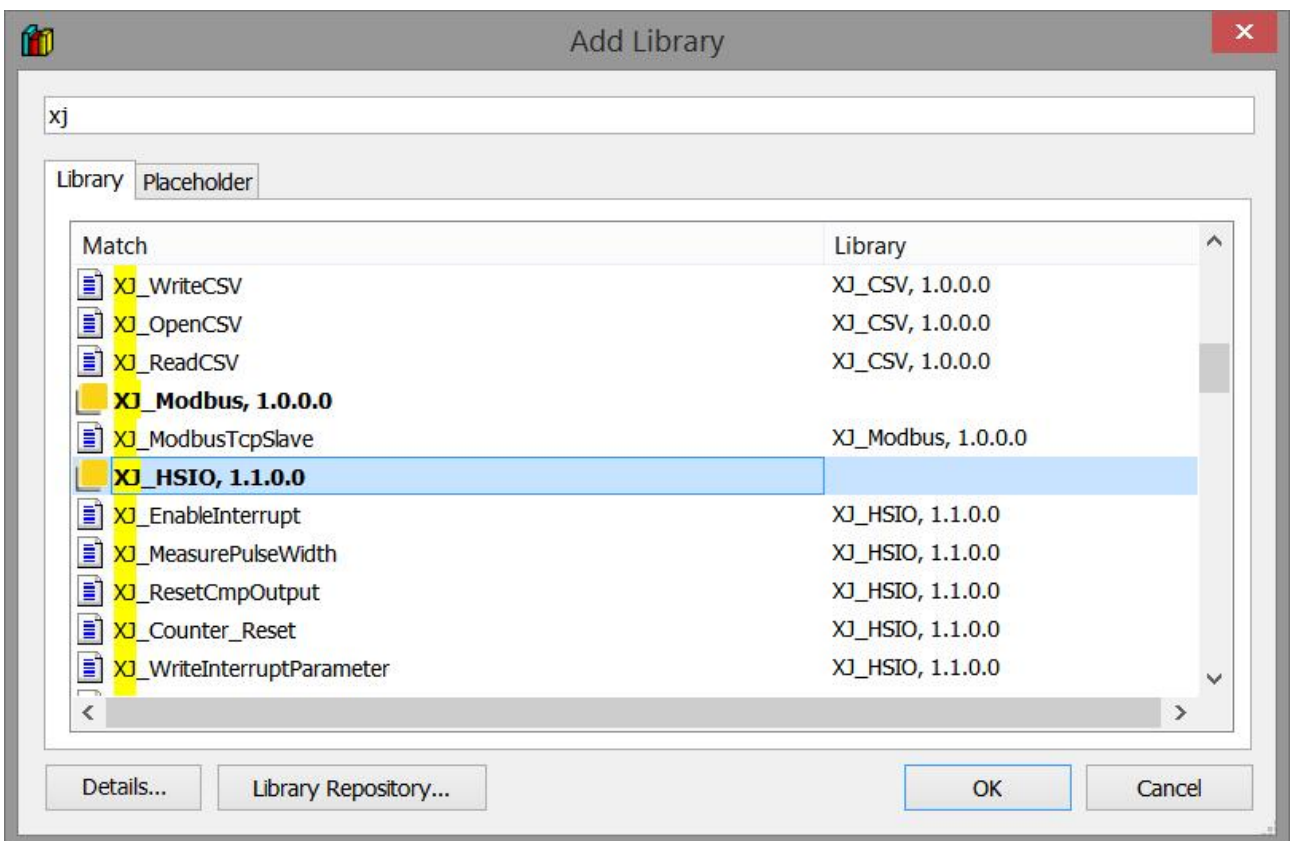 Add Library
xj
Library Placeholder
Match Library
XJ_WriteCSV XJ_CSV, 1.0.0.0
XJ_OpenCSV XJ_CSV, 1.0.0.0
XJ_ReadCSV XJ_CSV, 1.0.0.0
XJ_Modbus, 1.0.0.0
XJ_ModbusTcpSlave XJ_Modbus, 1.0.0.0
XJ_HSIO, 1.1.0.0
XJ_EnableInterrupt XJ_HSIO, 1.1.0.0
XJ_MeasurePulseWidth XJ_HSIO, 1.1.0.0
XJ_ResetCmpOutput XJ_HSIO, 1.1.0.0
XJ_Counter_Reset XJ_HSIO, 1.1.0.0
XJ_WriteInterruptParameter XJ_HSIO, 1.1.0.0
Details... Library Repository... OK Cancel